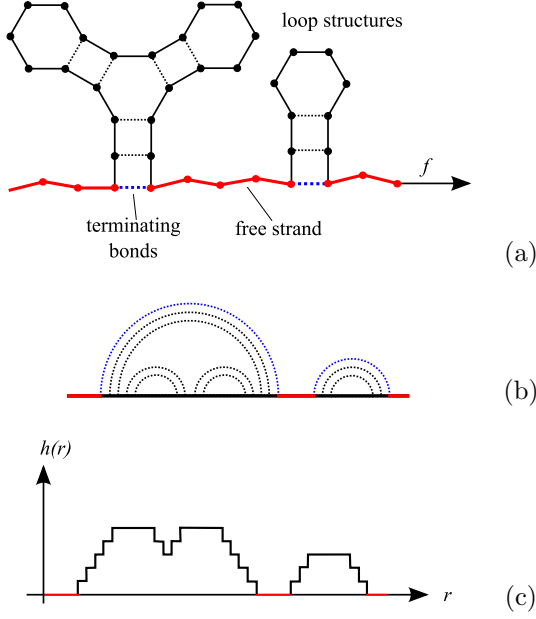 loop structures
f
terminating
bonds
free strand
(a)
(b)
h(r)
r
(c)